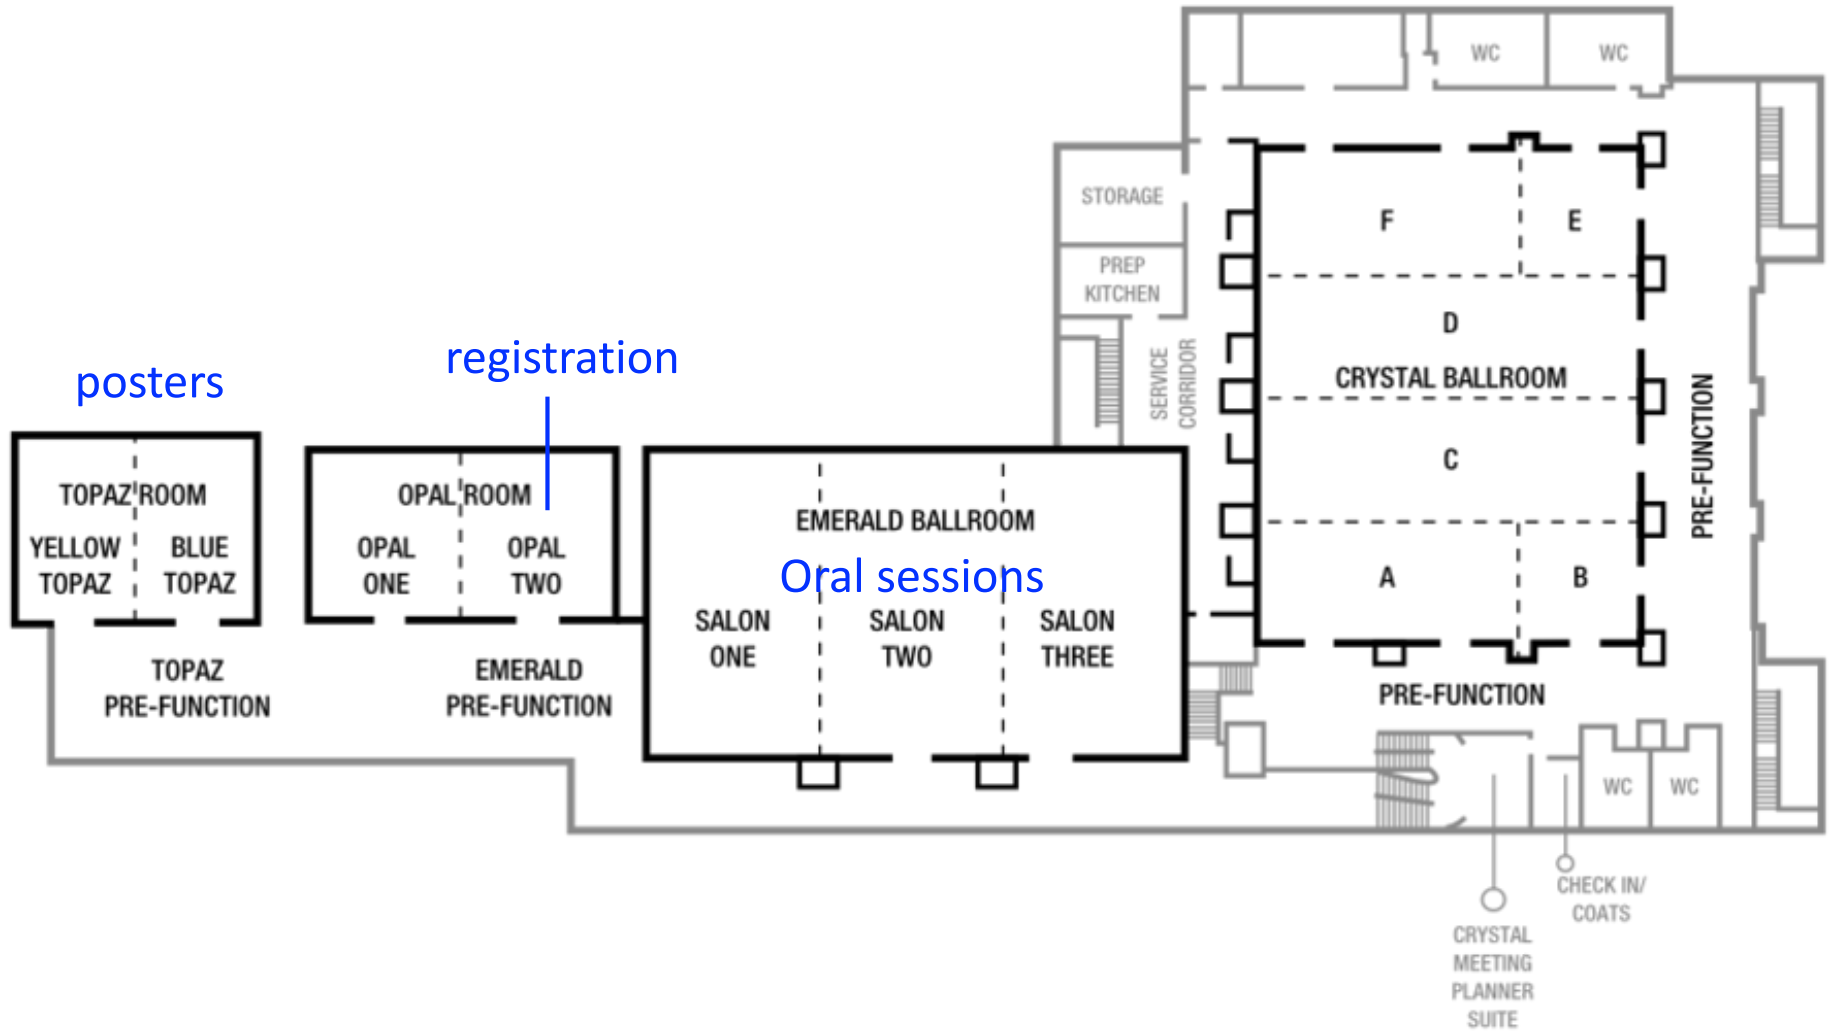 WC
WC
STORAGE
PREP
KITCHEN
SERVICE
CORRIDOR
F
E
D
CRYSTAL BALLROOM
C
A
B
PRE-FUNCTION
PRE-FUNCTION
posters
registration
TOPAZ ROOM
YELLOW
TOPAZ
BLUE
TOPAZ
OPAL ROOM
OPAL
ONE
OPAL
TWO
EMERALD BALLROOM
Oral sessions
SALON
ONE
SALON
TWO
SALON
THREE
TOPAZ
PRE-FUNCTION
EMERALD
PRE-FUNCTION
WC
WC
CHECK IN/
COATS
CRYSTAL
MEETING
PLANNER
SUITE